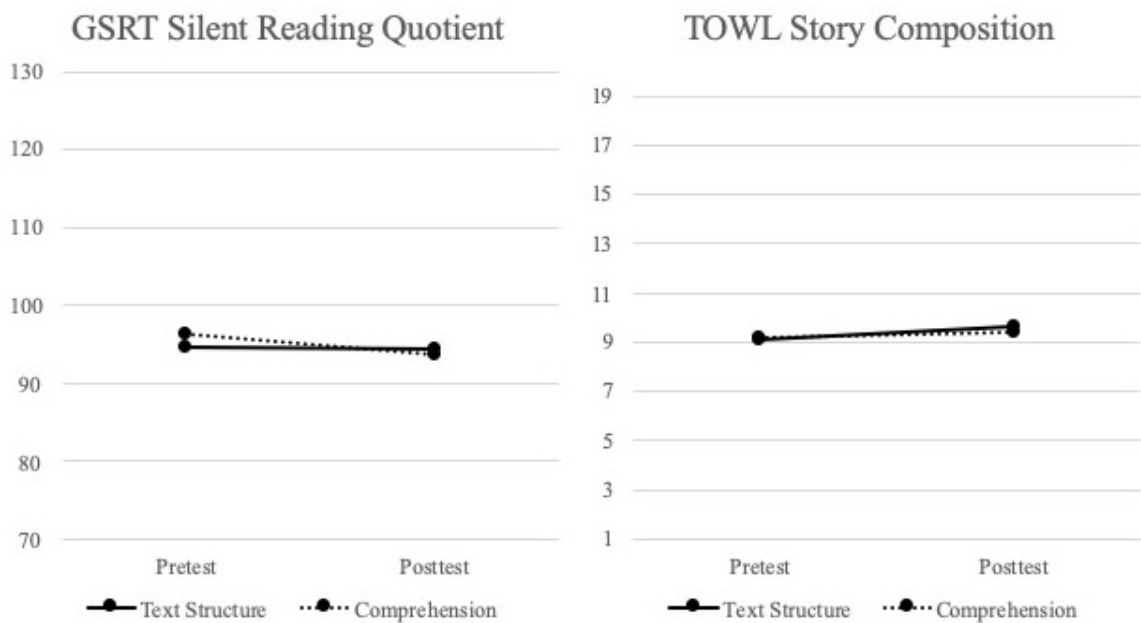 GSRT Silent Reading Quotient
130
120
110
100
90
80
70
Pretest Posttest
Text Structure Comprehension
TOWL Story Composition
19
17
15
13
11
9
7
5
3
1
Pretest Posttest
Text Structure Comprehension